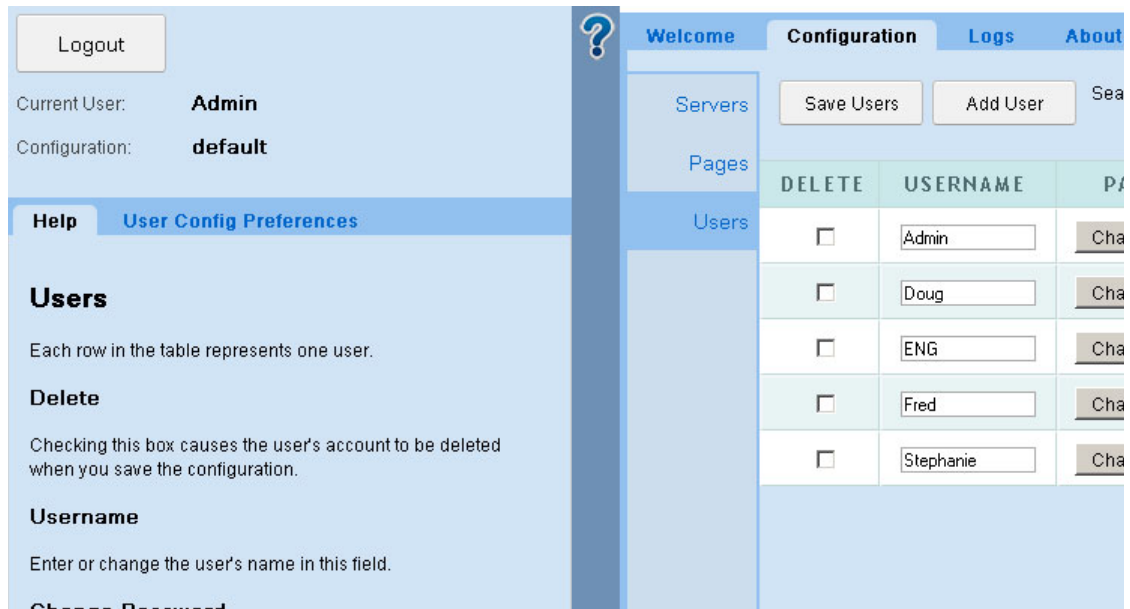 Logout
Current User: Admin
Configuration: default
Help User Config Preferences
Users
Each row in the table represents one user.
Delete
Checking this box causes the user's account to be deleted
when you save the configuration.
Username
Enter or change the user's name in this field.
?
Welcome Configuration Logs About
Servers
Pages
Users
Save Users Add User
DELETE USERNAME
Admin
Doug
ENG
Fred
Stephanie